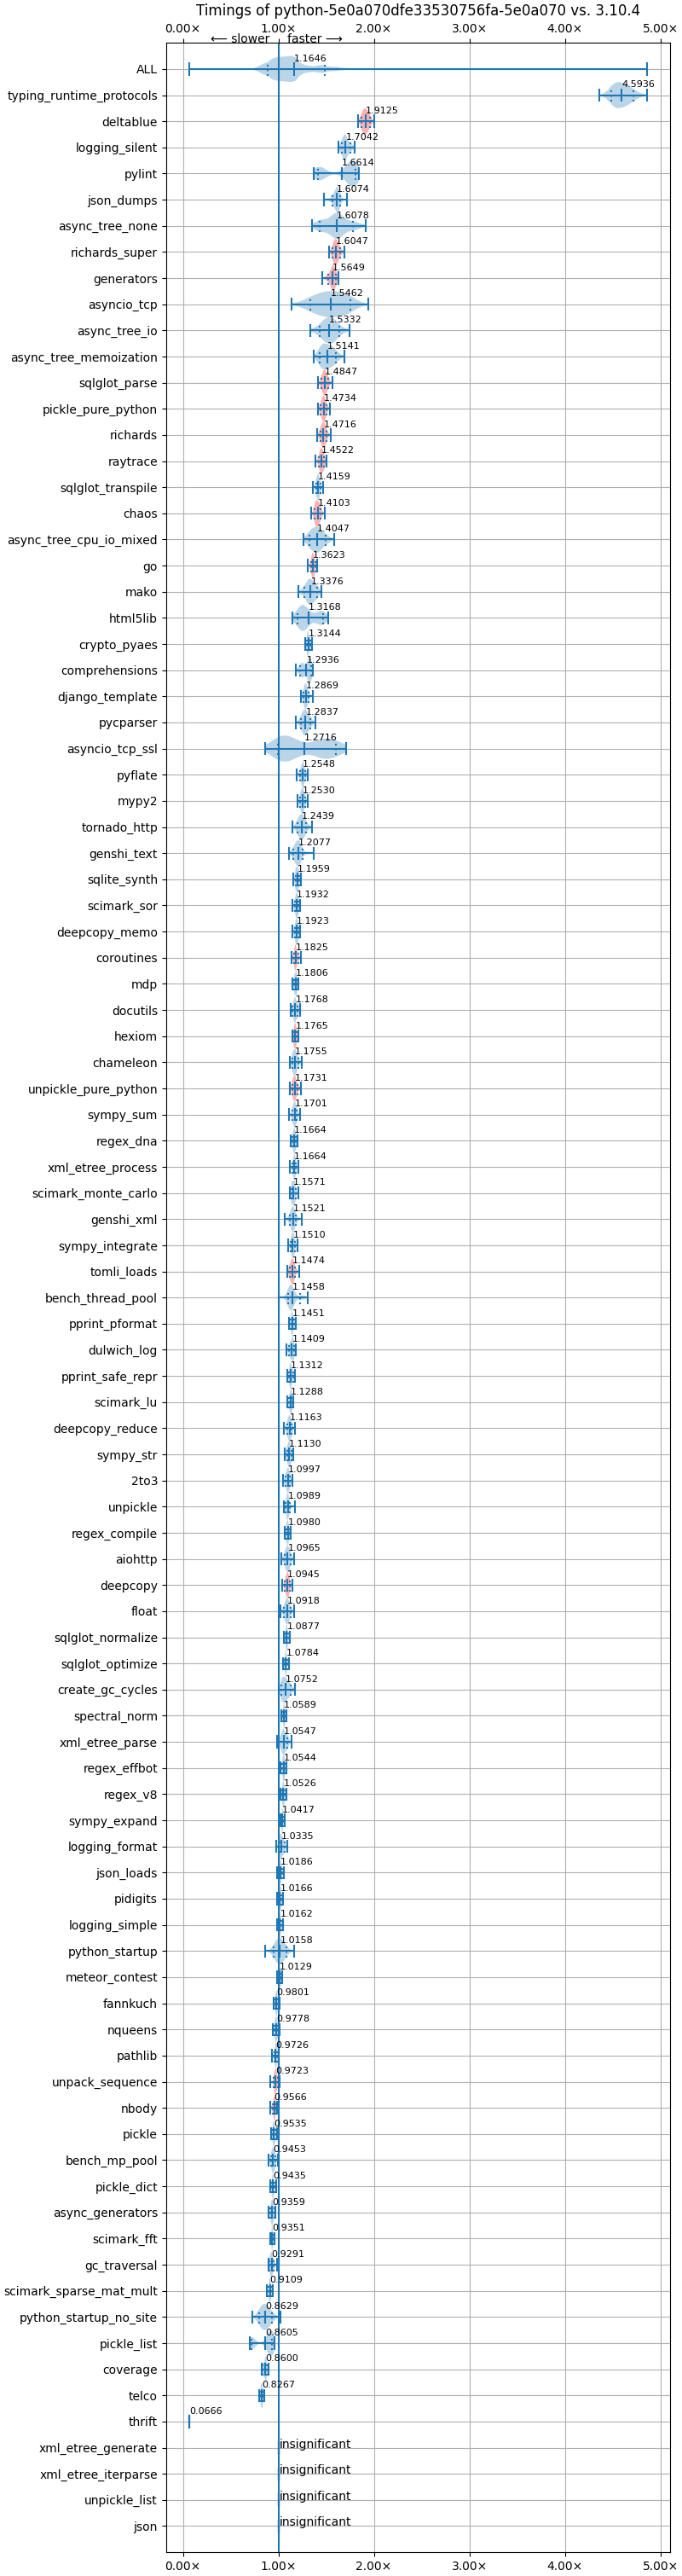 Timings of python-5e0a070dfe33530756fa-5e0a070 vs. 3.10.4
0.00× 1.00× 2.00× 3.00× 4.00× 5.00×
⟵ slower faster ⟶
ALL 1.1646
typing_runtime_protocols 4.5936
deltablue 1.9125
logging_silent 1.7042
pylint 1.6614
json_dumps 1.6074
async_tree_none 1.6078
richards_super 1.6047
generators 1.5649
asyncio_tcp 1.5462
async_tree_io 1.5332
async_tree_memoization 1.5141
sqlglot_parse 1.4847
pickle_pure_python 1.4734
richards 1.4716
raytrace 1.4522
sqlglot_transpile 1.4159
chaos 1.4103
async_tree_cpu_io_mixed 1.4047
go 1.3623
mako 1.3376
html5lib 1.3168
crypto_pyaes 1.3144
comprehensions 1.2936
django_template 1.2869
pycparser 1.2837
asyncio_tcp_ssl 1.2716
pyflate 1.2548
mypy2 1.2530
tornado_http 1.2439
genshi_text 1.2077
sqlite_synth 1.1959
scimark_sor 1.1932
deepcopy_memo 1.1923
coroutines 1.1825
mdp 1.1806
docutils 1.1768
hexiom 1.1765
chameleon 1.1755
unpickle_pure_python 1.1731
sympy_sum 1.1701
regex_dna 1.1664
xml_etree_process 1.1664
scimark_monte_carlo 1.1571
genshi_xml 1.1521
sympy_integrate 1.1510
tomli_loads 1.1474
bench_thread_pool 1.1458
pprint_pformat 1.1451
dulwich_log 1.1409
pprint_safe_repr 1.1312
scimark_lu 1.1288
deepcopy_reduce 1.1163
sympy_str 1.1130
2to3 1.0997
unpickle 1.0989
regex_compile 1.0980
aiohttp 1.0965
deepcopy 1.0945
float 1.0918
sqlglot_normalize 1.0877
sqlglot_optimize 1.0784
create_gc_cycles 1.0752
spectral_norm 1.0589
xml_etree_parse 1.0547
regex_effbot 1.0544
regex_v8 1.0526
sympy_expand 1.0417
logging_format 1.0335
json_loads 1.0186
pidigits 1.0166
logging_simple 1.0162
python_startup 1.0158
meteor_contest 1.0129
fannkuch 0.9801
nqueens 0.9778
pathlib 0.9726
unpack_sequence 0.9723
nbody 0.9566
pickle 0.9535
bench_mp_pool 0.9453
pickle_dict 0.9435
async_generators 0.9359
scimark_fft 0.9351
gc_traversal 0.9291
scimark_sparse_mat_mult 0.9109
python_startup_no_site 0.8629
pickle_list 0.8605
coverage 0.8600
telco 0.8267
thrift 0.0666
xml_etree_generate insignificant
xml_etree_iterparse insignificant
unpickle_list insignificant
json insignificant
0.00× 1.00× 2.00× 3.00× 4.00× 5.00×